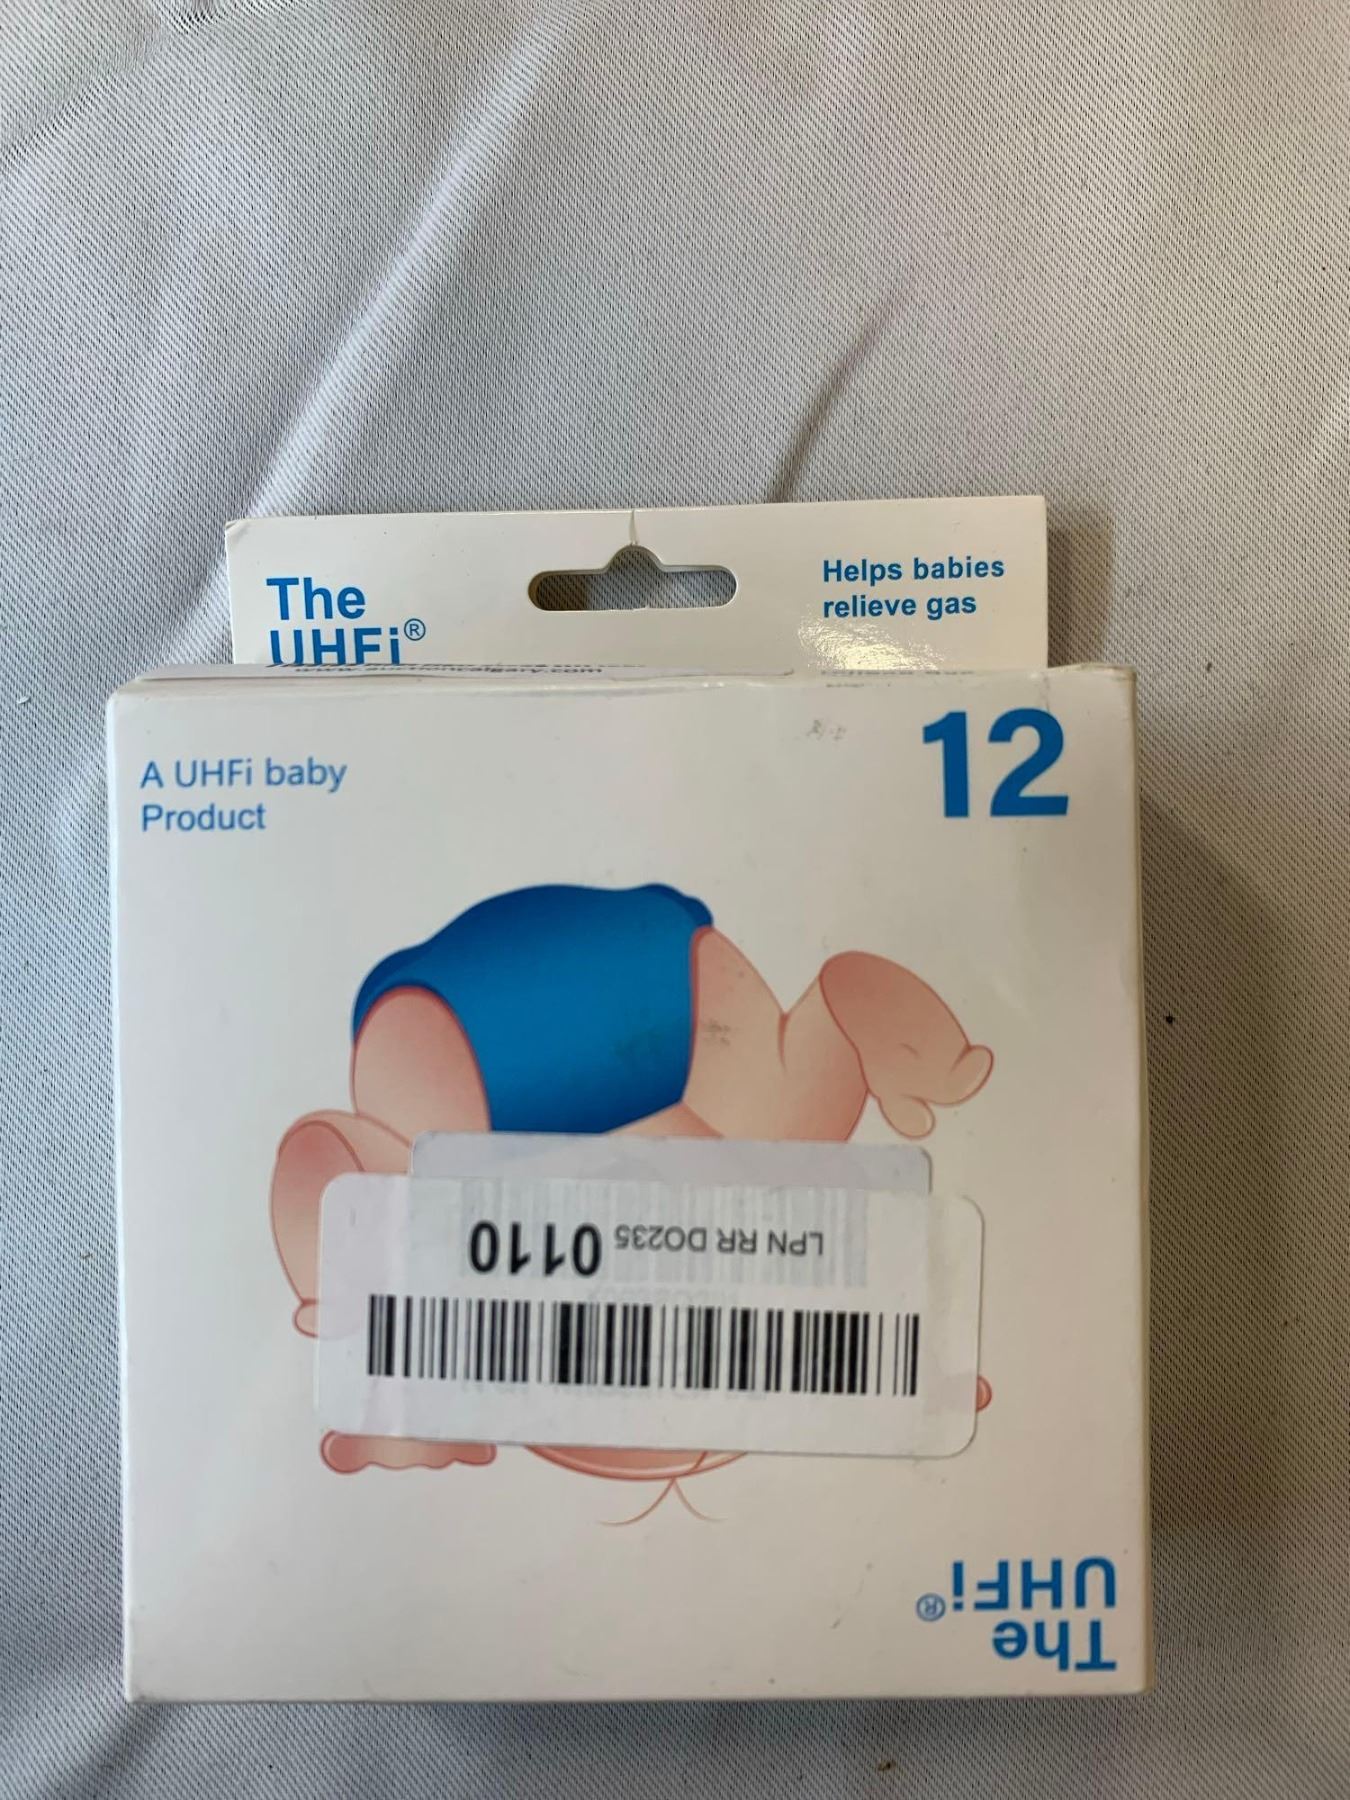 The
UHFi®
Helps babies
relieve gas
A UHFi baby
Product
12
LPN RR DO235 0110
The
UHFi®